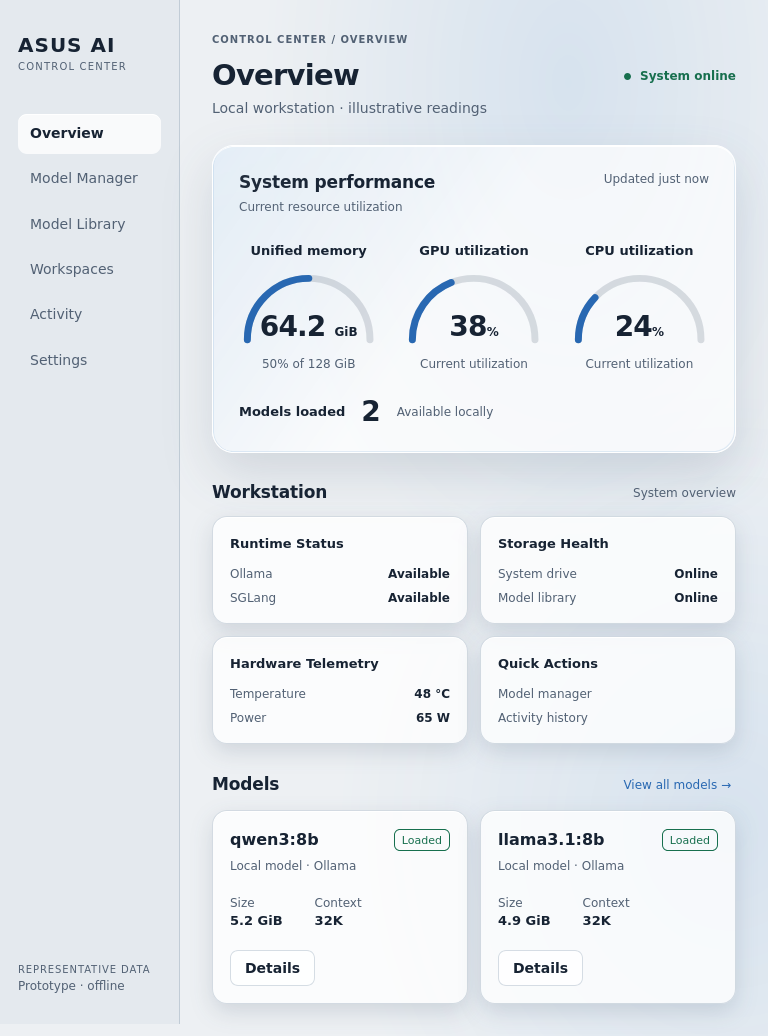 ASUS AI
CONTROL CENTER
Overview
Model Manager
Model Library
Workspaces
Activity
Settings
REPRESENTATIVE DATA
Prototype · offline
CONTROL CENTER / OVERVIEW
Overview
● System online
Local workstation · illustrative readings
System performance
Updated just now
Current resource utilization
Unified memory
64.2 GiB
50% of 128 GiB
GPU utilization
38%
Current utilization
CPU utilization
24%
Current utilization
Models loaded 2 Available locally
Workstation
System overview
Runtime Status
Ollama Available
SGLang Available
Storage Health
System drive Online
Model library Online
Hardware Telemetry
Temperature 48 °C
Power 65 W
Quick Actions
Model manager
Activity history
Models
View all models →
qwen3:8b Loaded
Local model · Ollama
Size Context
5.2 GiB 32K
Details
llama3.1:8b Loaded
Local model · Ollama
Size Context
4.9 GiB 32K
Details